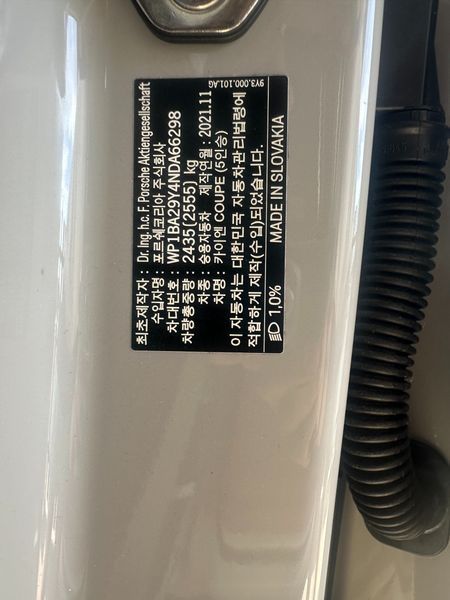 최초제작자 : Dr. Ing. h.c. F. Porsche Aktiengesellschaft
수입자명 : 포르쉐코리아 주식회사
차대번호 : WP1BA29Y4NDA66298
차량총중량 : 2435(2555) kg
차종 : 승용자동차 제작연월 : 2021.11
차명 : 카이엔 COUPE (5인승)
이 자동차는 대한민국 자동차관리법령에
적합하게 제작(수입)되었습니다.
MADE IN SLOVAKIA
1,0%
9Y3.000.101.AG